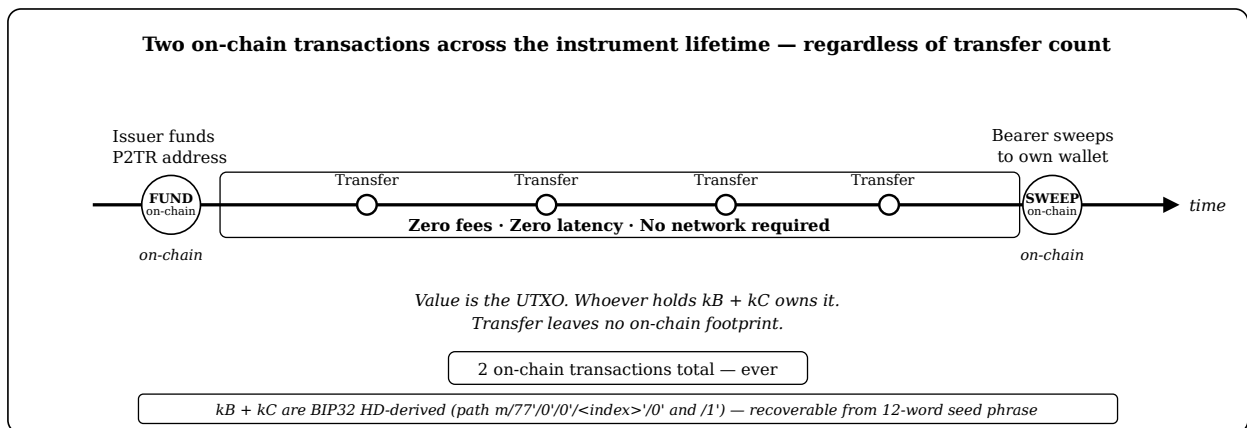 Two on-chain transactions across the instrument lifetime — regardless of transfer count
Issuer funds
P2TR address
Bearer sweeps
to own wallet
Transfer
Transfer
Transfer
Transfer
FUND
on-chain
SWEEP
on-chain
time
Zero fees · Zero latency · No network required
on-chain
on-chain
Value is the UTXO. Whoever holds kB + kC owns it.
Transfer leaves no on-chain footprint.
2 on-chain transactions total — ever
kB + kC are BIP32 HD-derived (path m/77'/0'/0'/<index>'/0' and /1') — recoverable from 12-word seed phrase